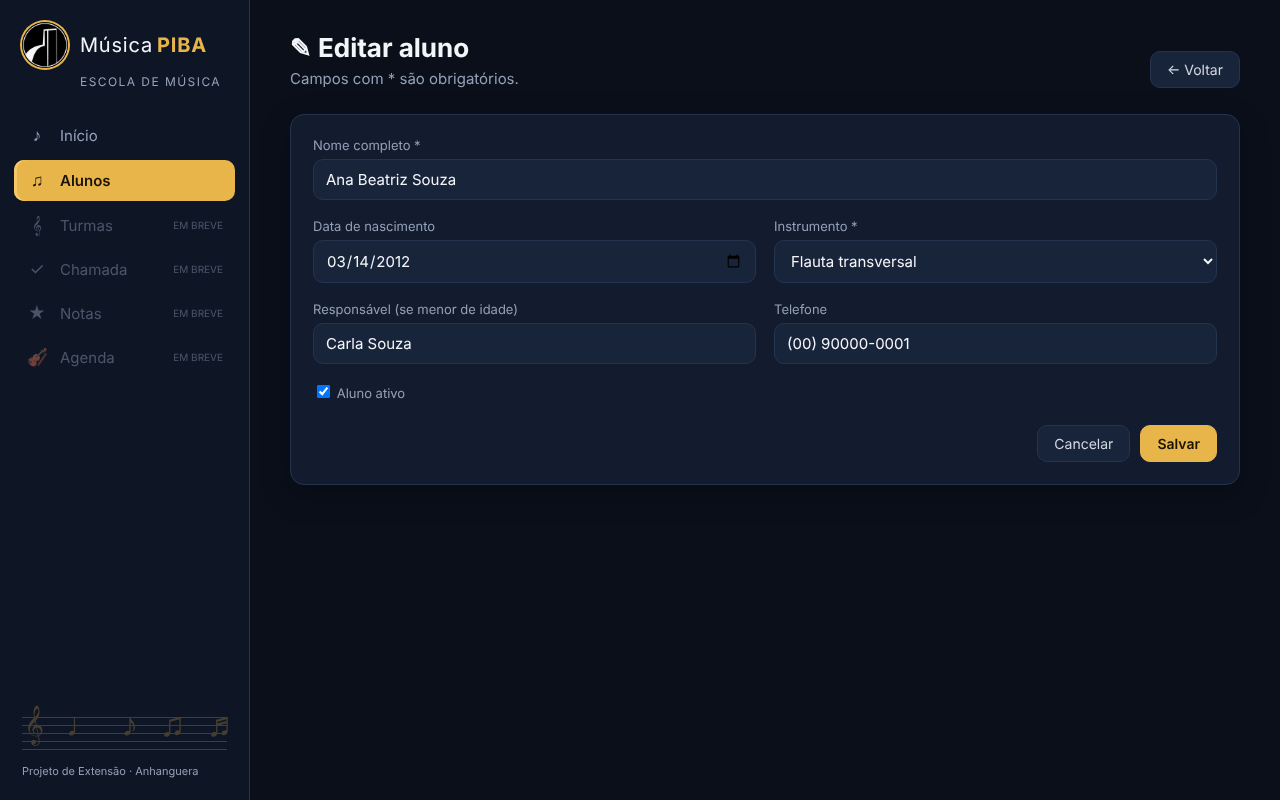 Música PIBA
ESCOLA DE MÚSICA
♪ Início
♫ Alunos
Turmas EM BREVE
✓ Chamada EM BREVE
★ Notas EM BREVE
Agenda EM BREVE
Projeto de Extensão · Anhanguera
✎ Editar aluno
Campos com * são obrigatórios.
← Voltar
Nome completo *
Ana Beatriz Souza
Data de nascimento
03/14/2012
Instrumento *
Flauta transversal
Responsável (se menor de idade)
Carla Souza
Telefone
(00) 90000-0001
Aluno ativo
Cancelar
Salvar